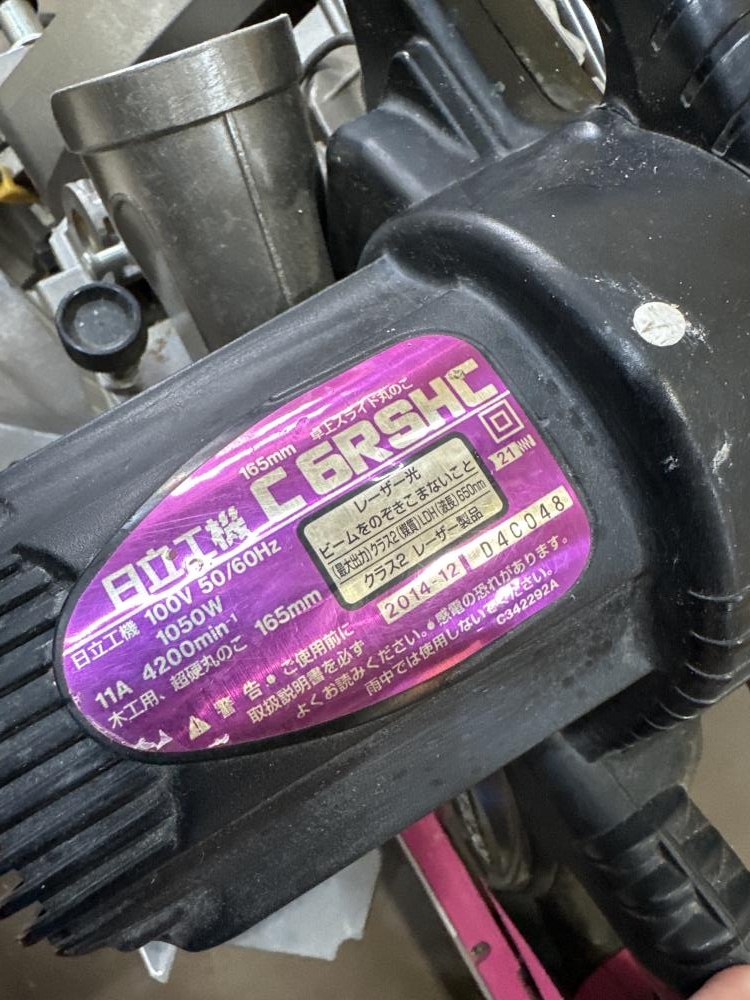 165mm 卓上スライド丸のこ
日立工機 C 6RSHC
日立工機 100V 50/60Hz
1050W
11A 4200min⁻¹
木工用、超硬丸のこ 165mm
レーザー光
ビームをのぞきこまないこと
(最大出力)クラス2(媒質)LDH(波長)650nm
クラス2 レーザー製品
21
2014-12 D4C048
警告 ● ご使用前に
取扱説明書を必ず
よくお読みください。● 感電の恐れがあります。
雨中では使用しないでください。
C342292A